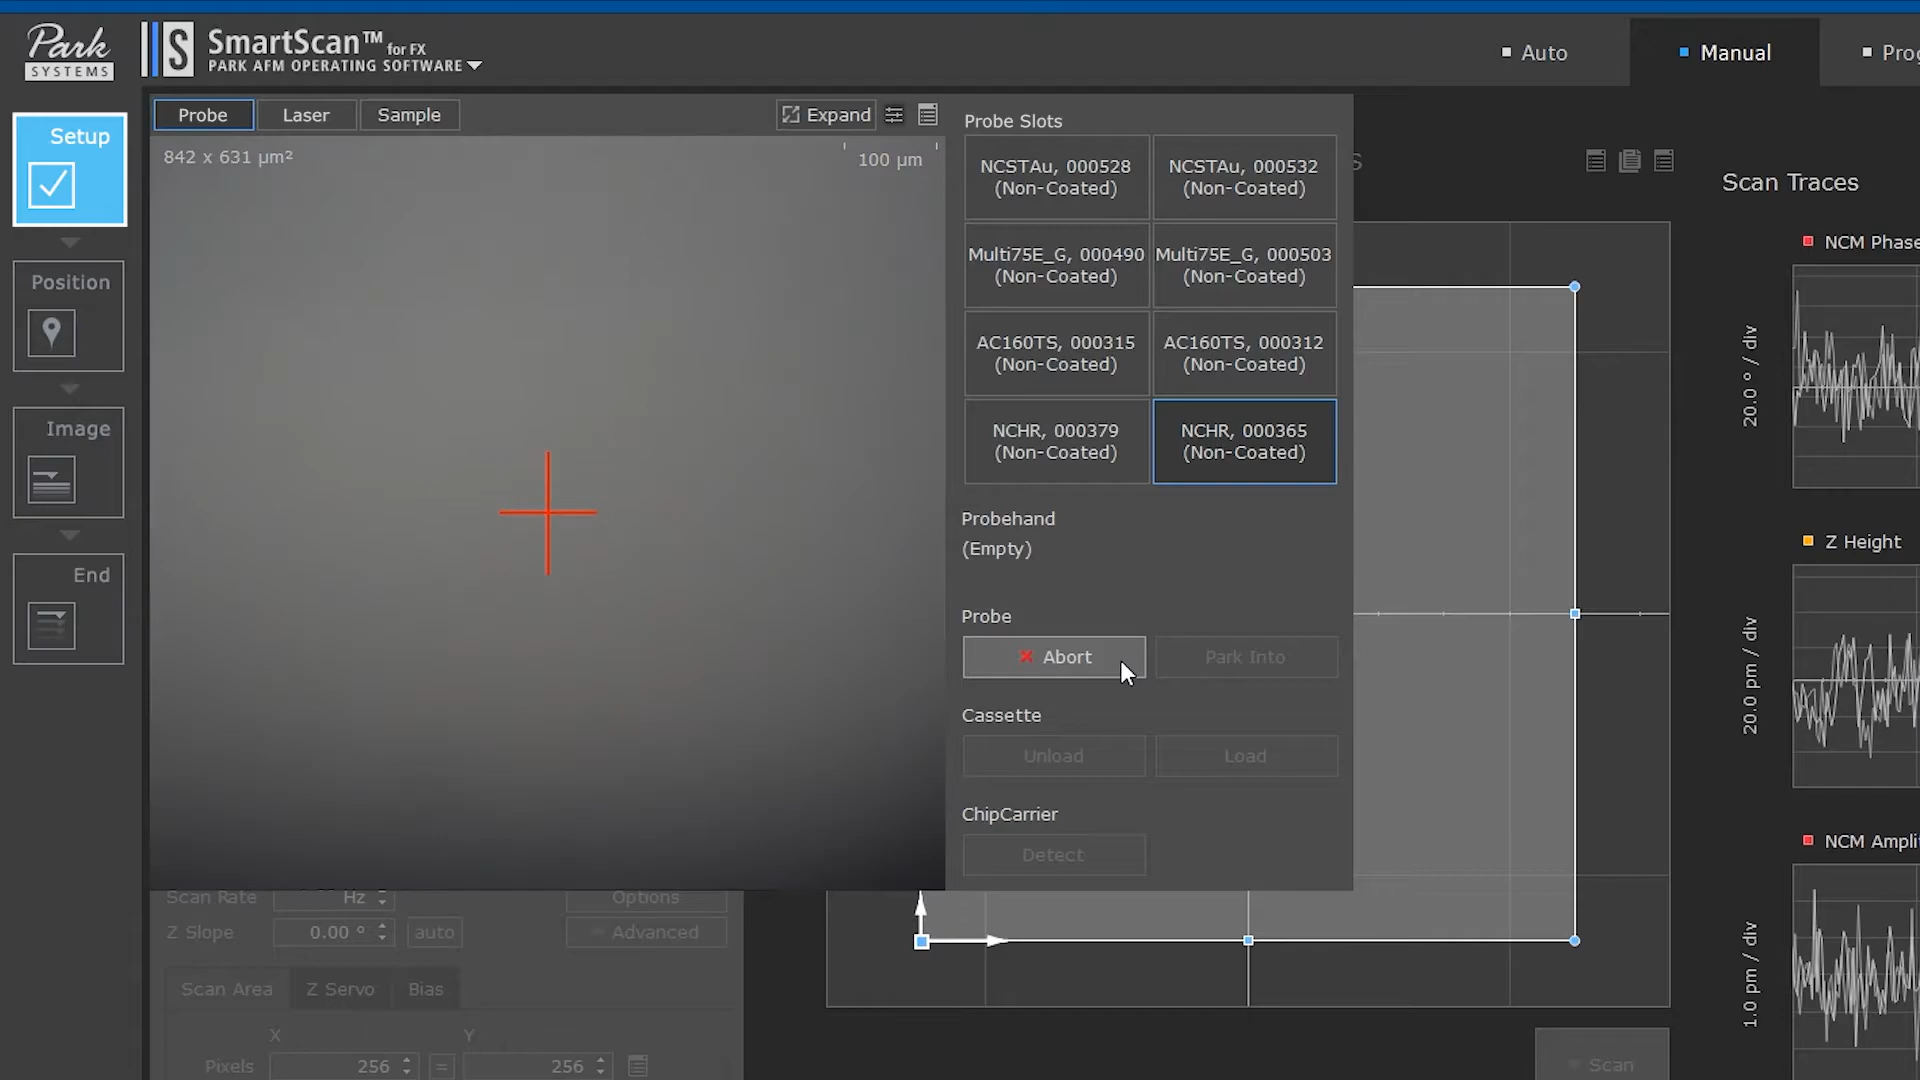 Park
SYSTEMS
S
SmartScan™ for FX
PARK AFM OPERATING SOFTWARE
Auto
Manual
Setup
Position
Image
End
Probe
Laser
Sample
Expand
842 x 631 µm²
100 µm
Probe Slots
NCSTAu, 000528
(Non-Coated)
NCSTAu, 000532
(Non-Coated)
Multi75E_G, 000490
(Non-Coated)
Multi75E_G, 000503
(Non-Coated)
AC160TS, 000315
(Non-Coated)
AC160TS, 000312
(Non-Coated)
NCHR, 000379
(Non-Coated)
NCHR, 000365
(Non-Coated)
Probehand
(Empty)
Probe
Abort
Park Into
Cassette
Unload
Load
ChipCarrier
Detect
Scan Rate
Hz
Options
Z Slope
0.00 °
auto
Advanced
Scan Area
Z Servo
Bias
X
Y
Pixels
256
=
256
Scan
Scan Traces
NCM Phase
20.0 ° / div
Z Height
20.0 pm / div
NCM Ampli
1.0 pm / div